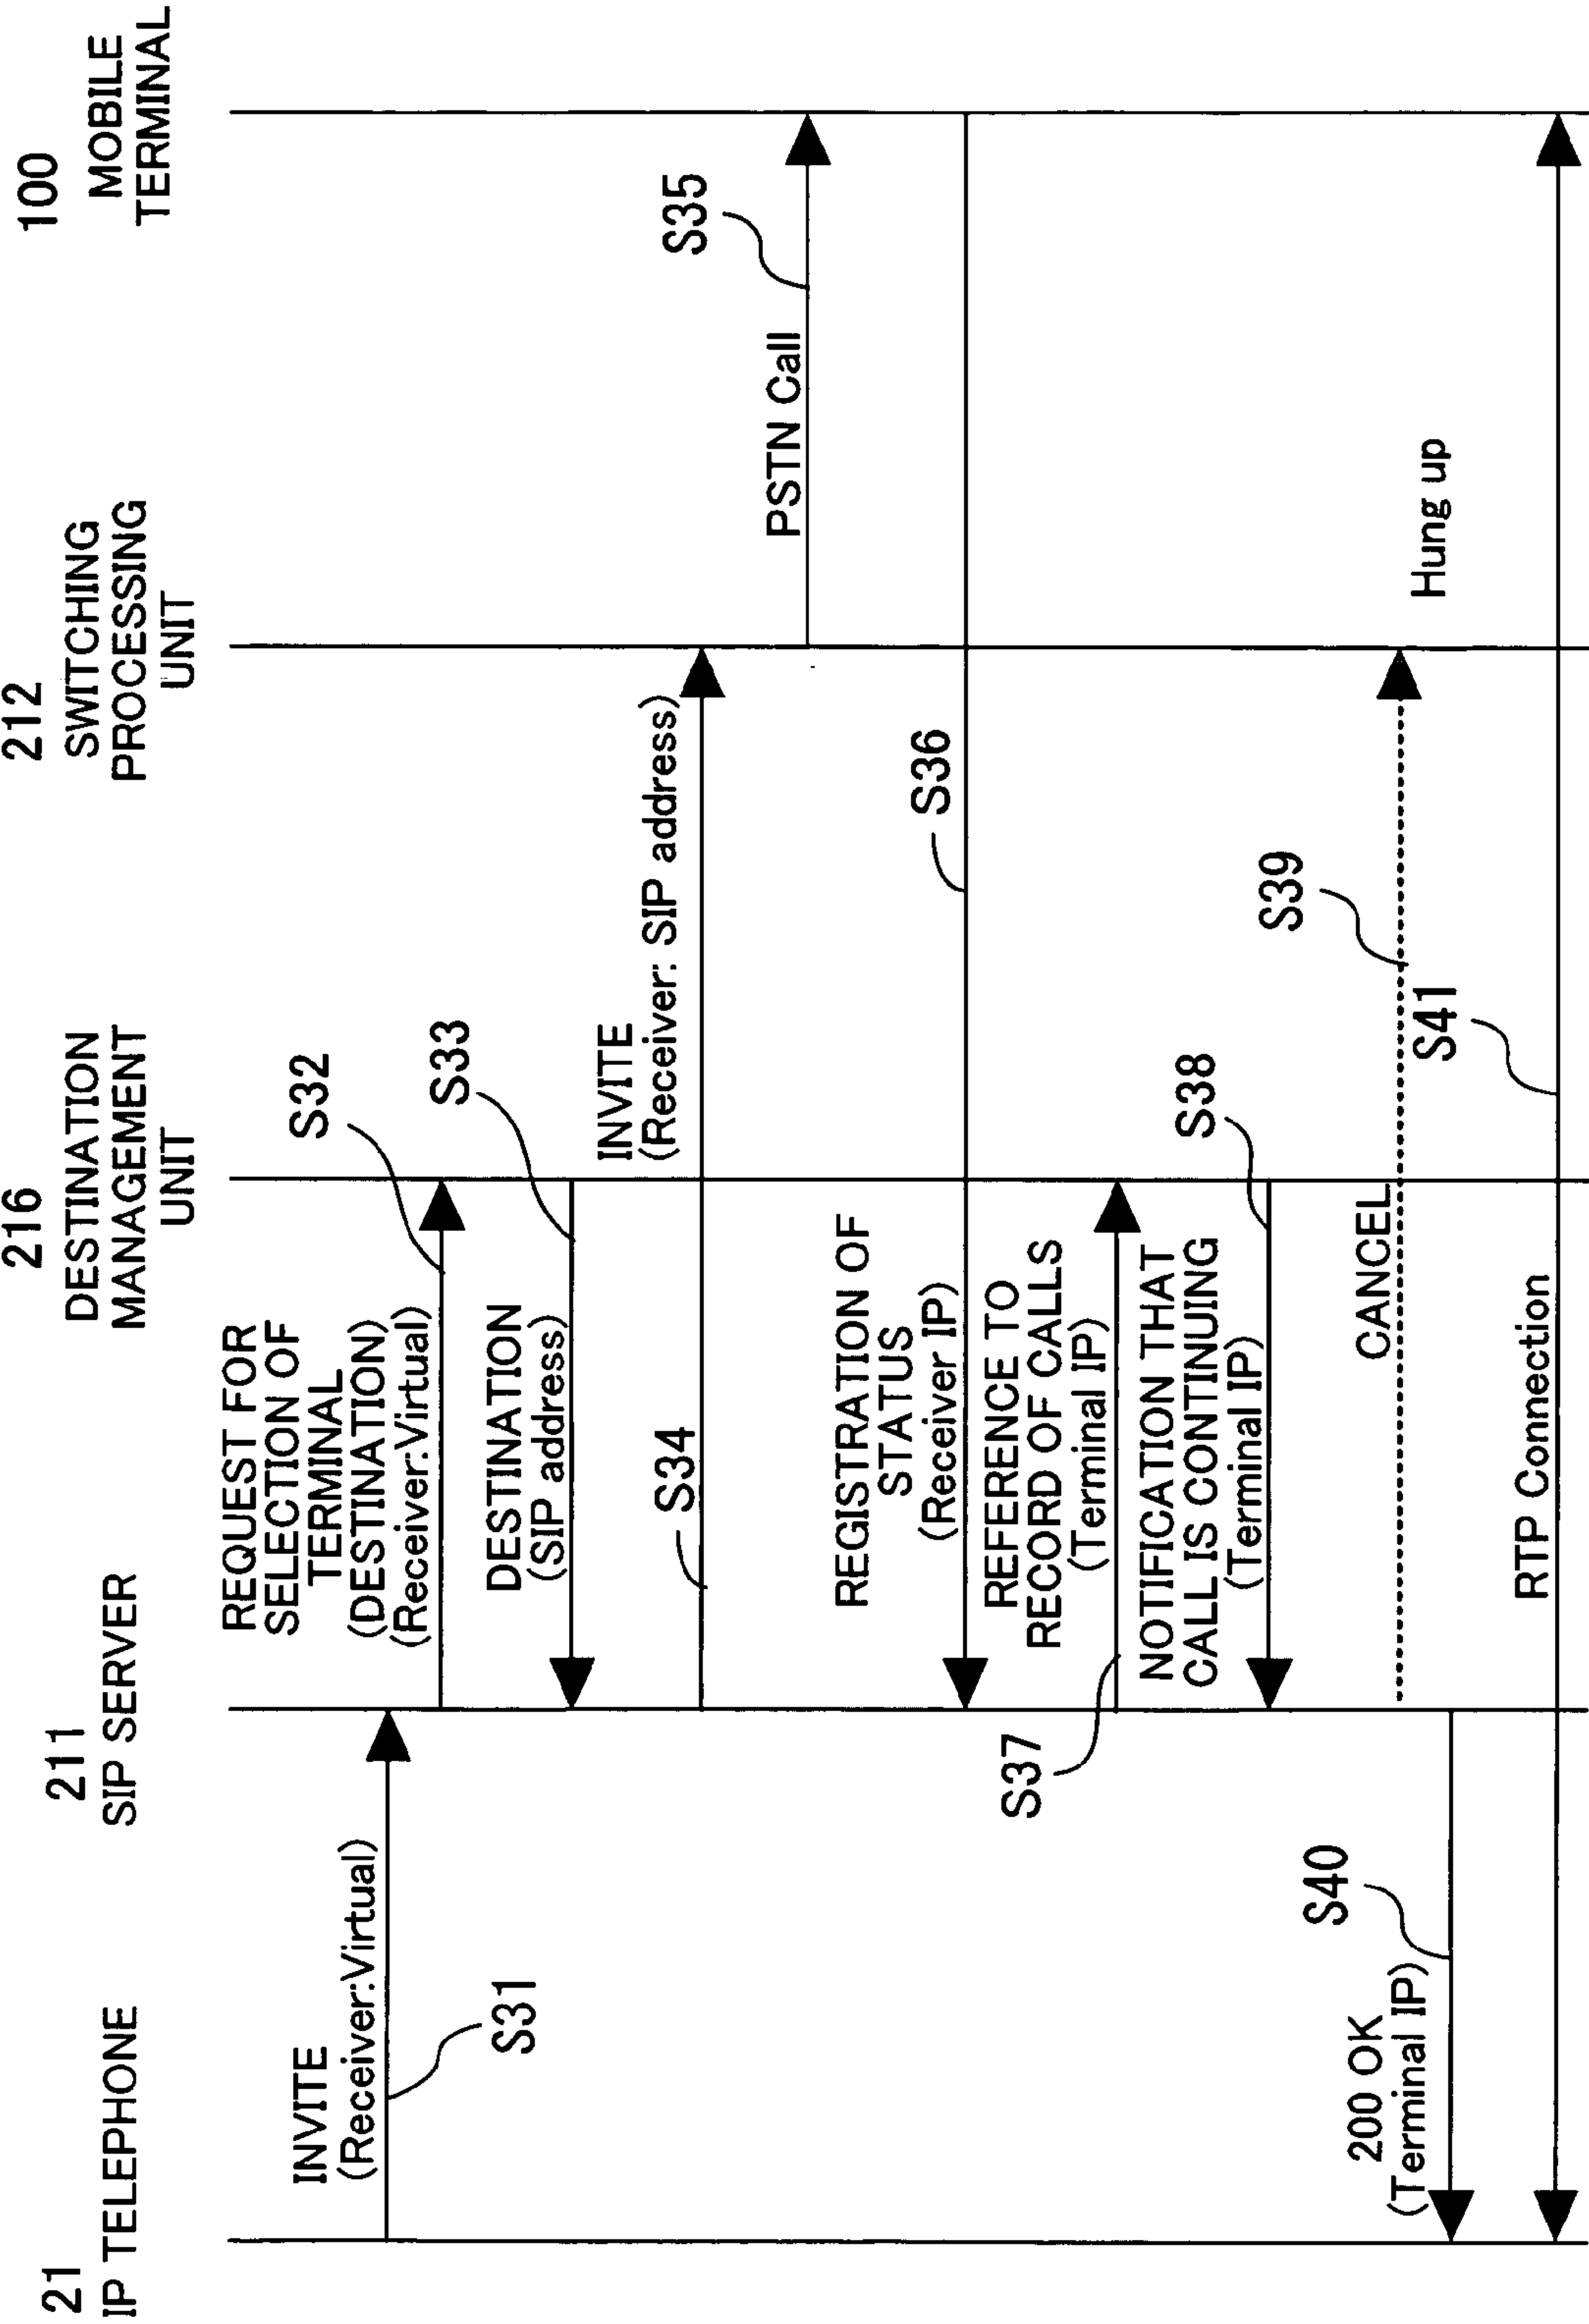 21
IP TELEPHONE
211
SIP SERVER
216
DESTINATION
MANAGEMENT
UNIT
212
SWITCHING
PROCESSING
UNIT
100
MOBILE
TERMINAL
INVITE
(Receiver:Virtual)
S31
REQUEST FOR
SELECTION OF
TERMINAL
(DESTINATION)
(Receiver:Virtual)
S32
DESTINATION
(SIP address)
S33
S34
INVITE
(Receiver: SIP address)
PSTN Call
S35
REGISTRATION OF
STATUS
(Receiver IP)
S36
REFERENCE TO
RECORD OF CALLS
(Terminal IP)
S37
NOTIFICATION THAT
CALL IS CONTINUING
(Terminal IP)
S38
CANCEL
S39
Hung up
200 OK
(Terminal IP)
S40
RTP Connection
S41